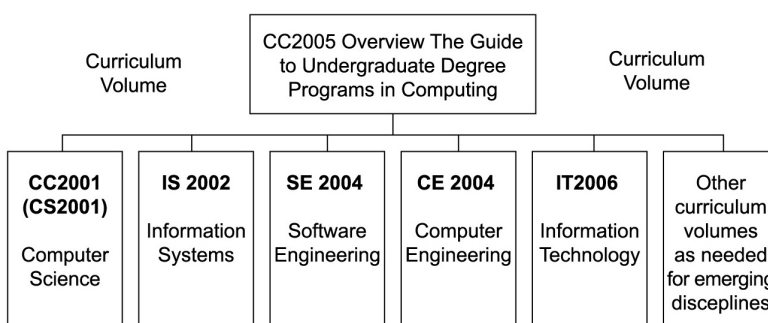 Curriculum
Volume
CC2005 Overview The Guide
to Undergraduate Degree
Programs in Computing
Curriculum
Volume
CC2001
(CS2001)
Computer
Science
IS 2002
Information
Systems
SE 2004
Software
Engineering
CE 2004
Computer
Engineering
IT2006
Information
Technology
Other
curriculum
volumes
as needed
for emerging
disceplines